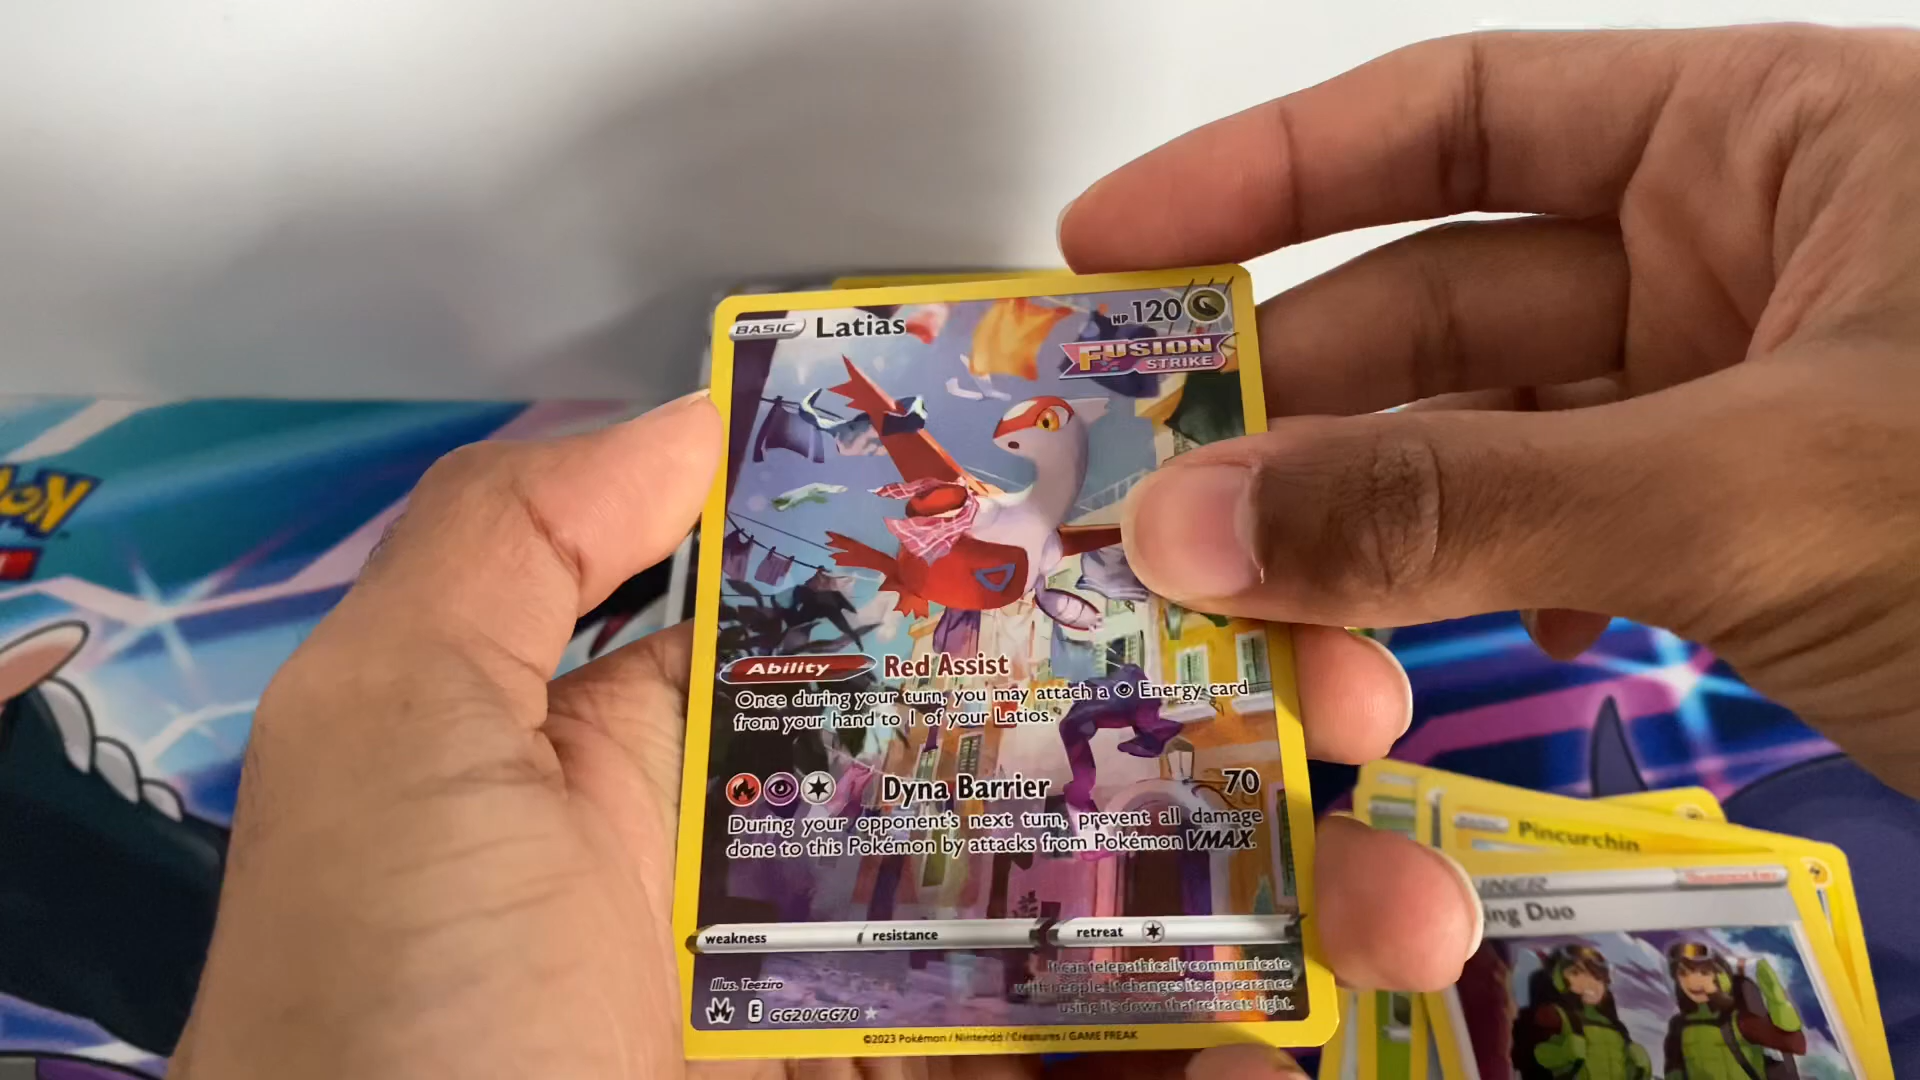 BASIC Latias HP 120
FUSION
STRIKE
Ability Red Assist
Once during your turn, you may attach a Energy card
from your hand to 1 of your Latios.
Dyna Barrier 70
During your opponent's next turn, prevent all damage
done to this Pokémon by attacks from Pokémon VMAX.
weakness resistance retreat
It can telepathically communicate
with people. It changes its appearance
using its down that refracts light.
Illus. Teeziro
E GG20/GG70
©2023 Pokémon / Nintendo / Creatures / GAME FREAK
Pincurchin
INER
ing Duo